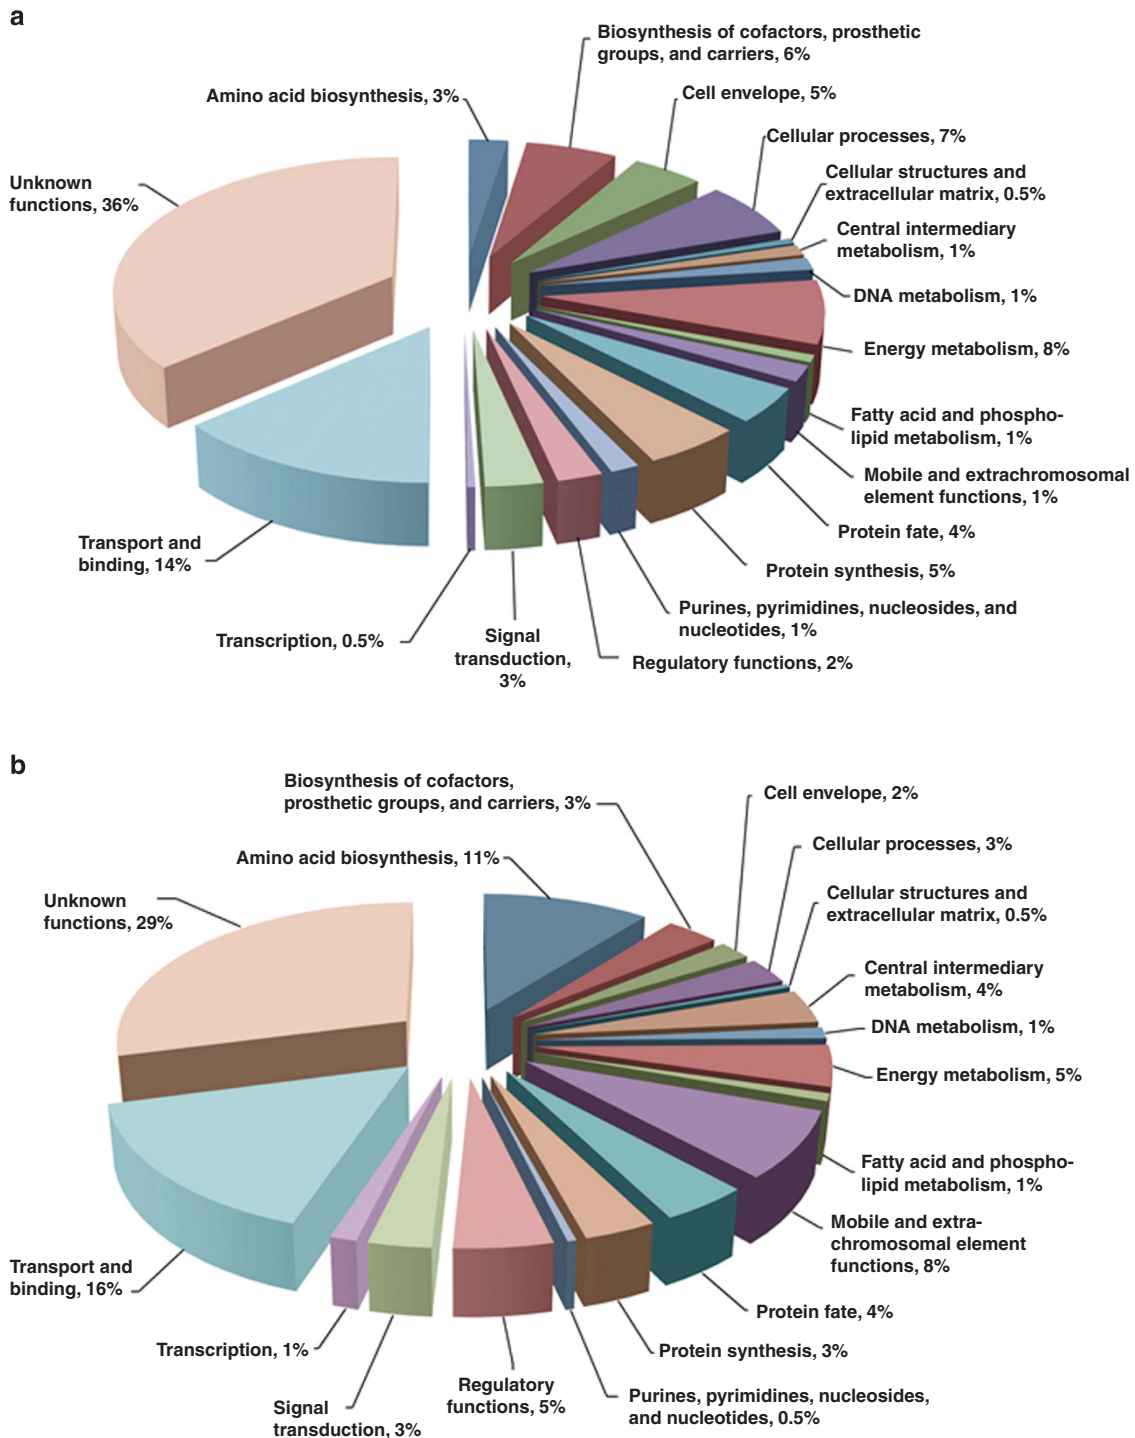 a
Biosynthesis of cofactors, prosthetic
groups, and carriers, 6%
Amino acid biosynthesis, 3%
Cell envelope, 5%
Cellular processes, 7%
Unknown
functions, 36%
Cellular structures and
extracellular matrix, 0.5%
Central intermediary
metabolism, 1%
DNA metabolism, 1%
Energy metabolism, 8%
Fatty acid and phospho-
lipid metabolism, 1%
Mobile and extrachromosomal
element functions, 1%
Protein fate, 4%
Protein synthesis, 5%
Purines, pyrimidines, nucleosides, and
nucleotides, 1%
Regulatory functions, 2%
Signal
transduction,
3%
Transcription, 0.5%
Transport and
binding, 14%
b
Biosynthesis of cofactors,
prosthetic groups, and carriers, 3%
Cell envelope, 2%
Amino acid biosynthesis, 11%
Cellular processes, 3%
Unknown
functions, 29%
Cellular structures and
extracellular matrix, 0.5%
Central intermediary
metabolism, 4%
DNA metabolism, 1%
Energy metabolism, 5%
Fatty acid and phospho-
lipid metabolism, 1%
Mobile and extra-
chromosomal element
functions, 8%
Protein fate, 4%
Protein synthesis, 3%
Purines, pyrimidines, nucleosides,
and nucleotides, 0.5%
Regulatory
functions, 5%
Signal
transduction, 3%
Transcription, 1%
Transport and
binding, 16%